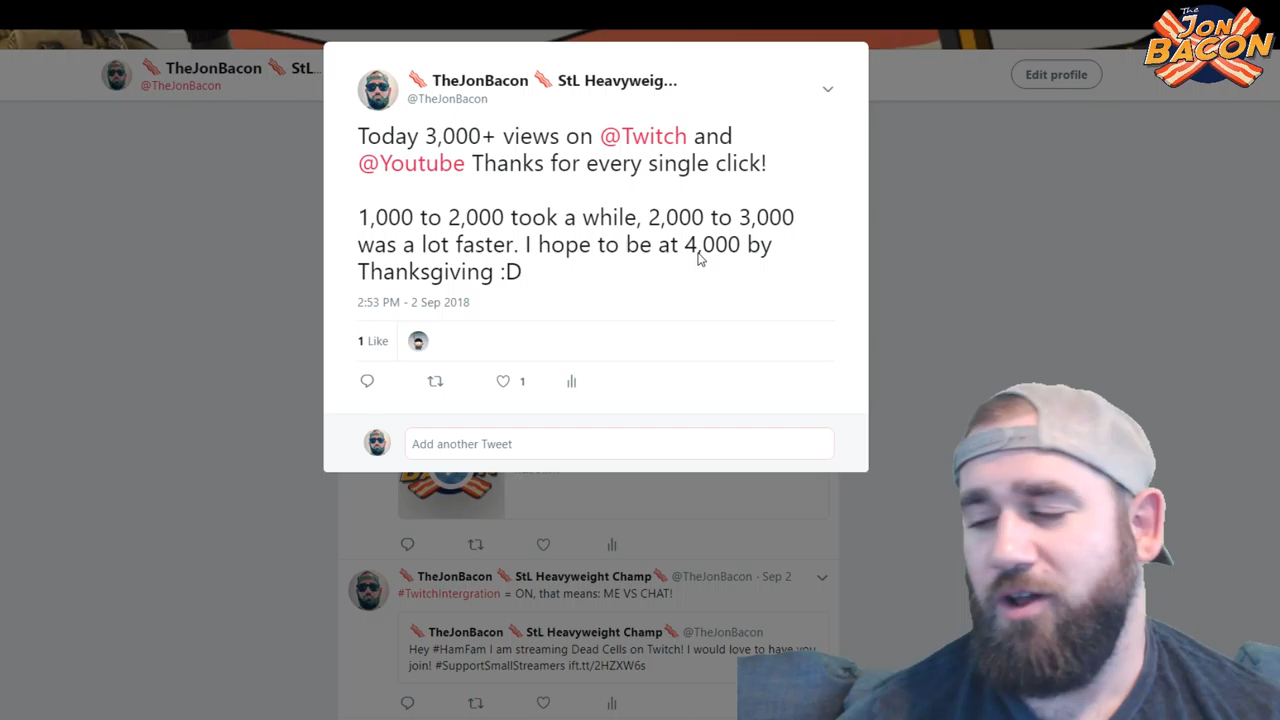 The
JON
BACON
TheJonBacon StL...
@TheJonBacon
Edit profile
TheJonBacon StL Heavyweig...
@TheJonBacon
Today 3,000+ views on @Twitch and
@Youtube Thanks for every single click!
1,000 to 2,000 took a while, 2,000 to 3,000
was a lot faster. I hope to be at 4,000 by
Thanksgiving :D
2:53 PM - 2 Sep 2018
1 Like
1
Add another Tweet
BACON
TheJonBacon StL Heavyweight Champ @TheJonBacon · Sep 2
#TwitchIntergration = ON, that means: ME VS CHAT!
TheJonBacon StL Heavyweight Champ @TheJonBacon
Hey #HamFam I am streaming Dead Cells on Twitch! I would love to have you
join! #SupportSmallStreamers ift.tt/2HZXW6s